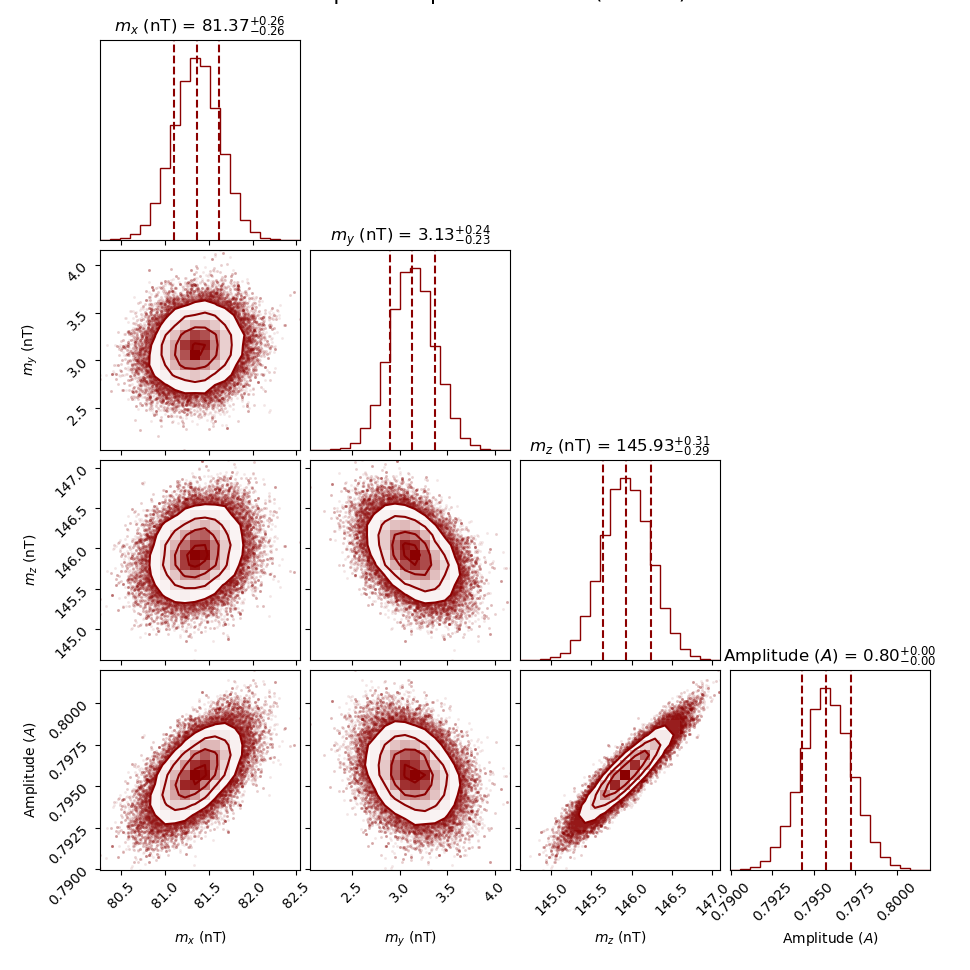 m_x (nT) = 81.37^{+0.26}_{-0.26}
m_y (nT) = 3.13^{+0.24}_{-0.23}
4.0
3.5
3.0
2.5
m_y (nT)
m_z (nT) = 145.93^{+0.31}_{-0.29}
147.0
146.5
146.0
145.5
145.0
m_z (nT)
Amplitude (A) = 0.80^{+0.00}_{-0.00}
0.8000
0.7975
0.7950
0.7925
0.7900
Amplitude (A)
80.5 81.0 81.5 82.0 82.5
m_x (nT)
2.5 3.0 3.5 4.0
m_y (nT)
145.0 145.5 146.0 146.5 147.0
m_z (nT)
0.7900 0.7925 0.7950 0.7975 0.8000
Amplitude (A)